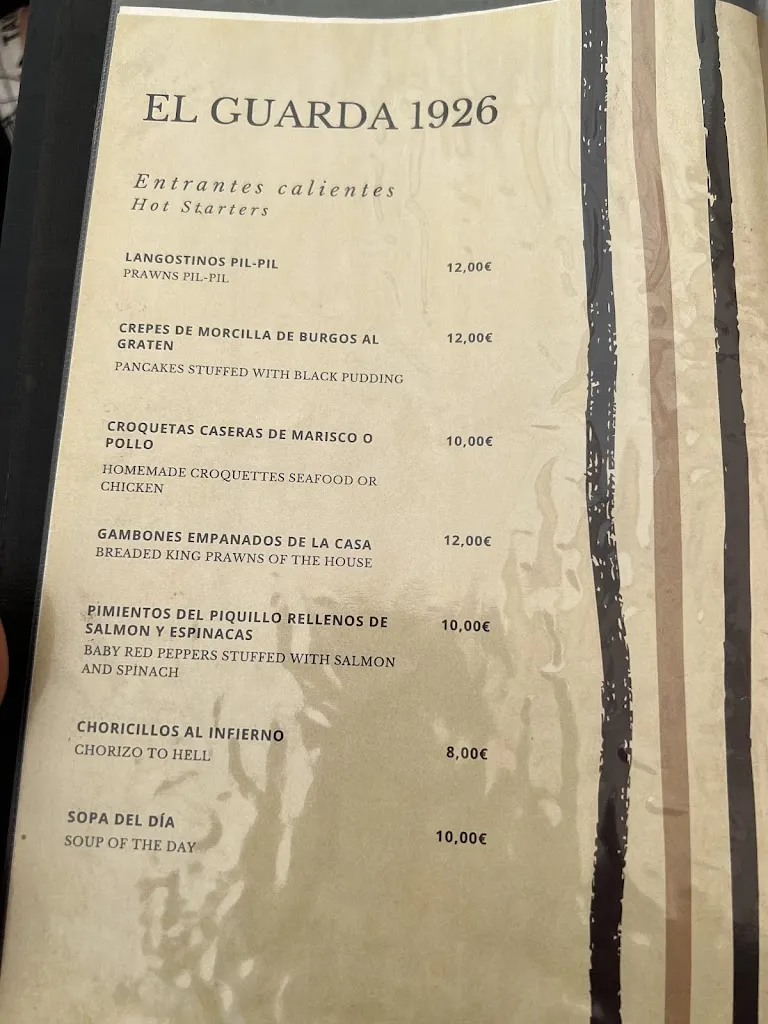 EL GUARDA 1926
Entrantes calientes
Hot Starters
LANGOSTINOS PIL-PIL 12,00€
PRAWNS PIL-PIL
CREPES DE MORCILLA DE BURGOS AL 12,00€
GRATEN
PANCAKES STUFFED WITH BLACK PUDDING
CROQUETAS CASERAS DE MARISCO O 10,00€
POLLO
HOMEMADE CROQUETTES SEAFOOD OR
CHICKEN
GAMBONES EMPANADOS DE LA CASA 12,00€
BREADED KING PRAWNS OF THE HOUSE
PIMIENTOS DEL PIQUILLO RELLENOS DE 10,00€
SALMON Y ESPINACAS
BABY RED PEPPERS STUFFED WITH SALMON
AND SPINACH
CHORICILLOS AL INFIERNO
CHORIZO TO HELL 8,00€
SOPA DEL DÍA 10,00€
SOUP OF THE DAY